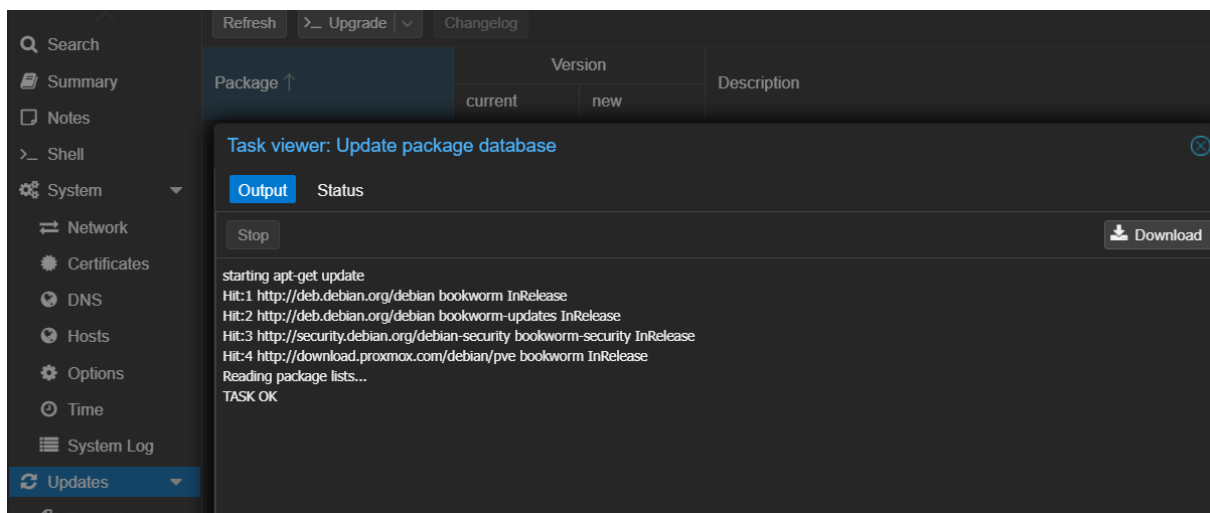 Refresh
>_ Upgrade
Changelog
Search
Summary
Notes
>_ Shell
System
Network
Certificates
DNS
Hosts
Options
Time
System Log
Updates
Package ↑
Version
current
new
Description
Task viewer: Update package database
Output
Status
Stop
Download
starting apt-get update
Hit:1 http://deb.debian.org/debian bookworm InRelease
Hit:2 http://deb.debian.org/debian bookworm-updates InRelease
Hit:3 http://security.debian.org/debian-security bookworm-security InRelease
Hit:4 http://download.proxmox.com/debian/pve bookworm InRelease
Reading package lists...
TASK OK